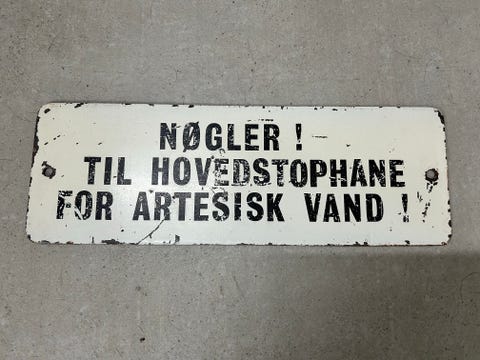 NØGLER !
TIL HOVEDSTOPHANE
FOR ARTESISK VAND !